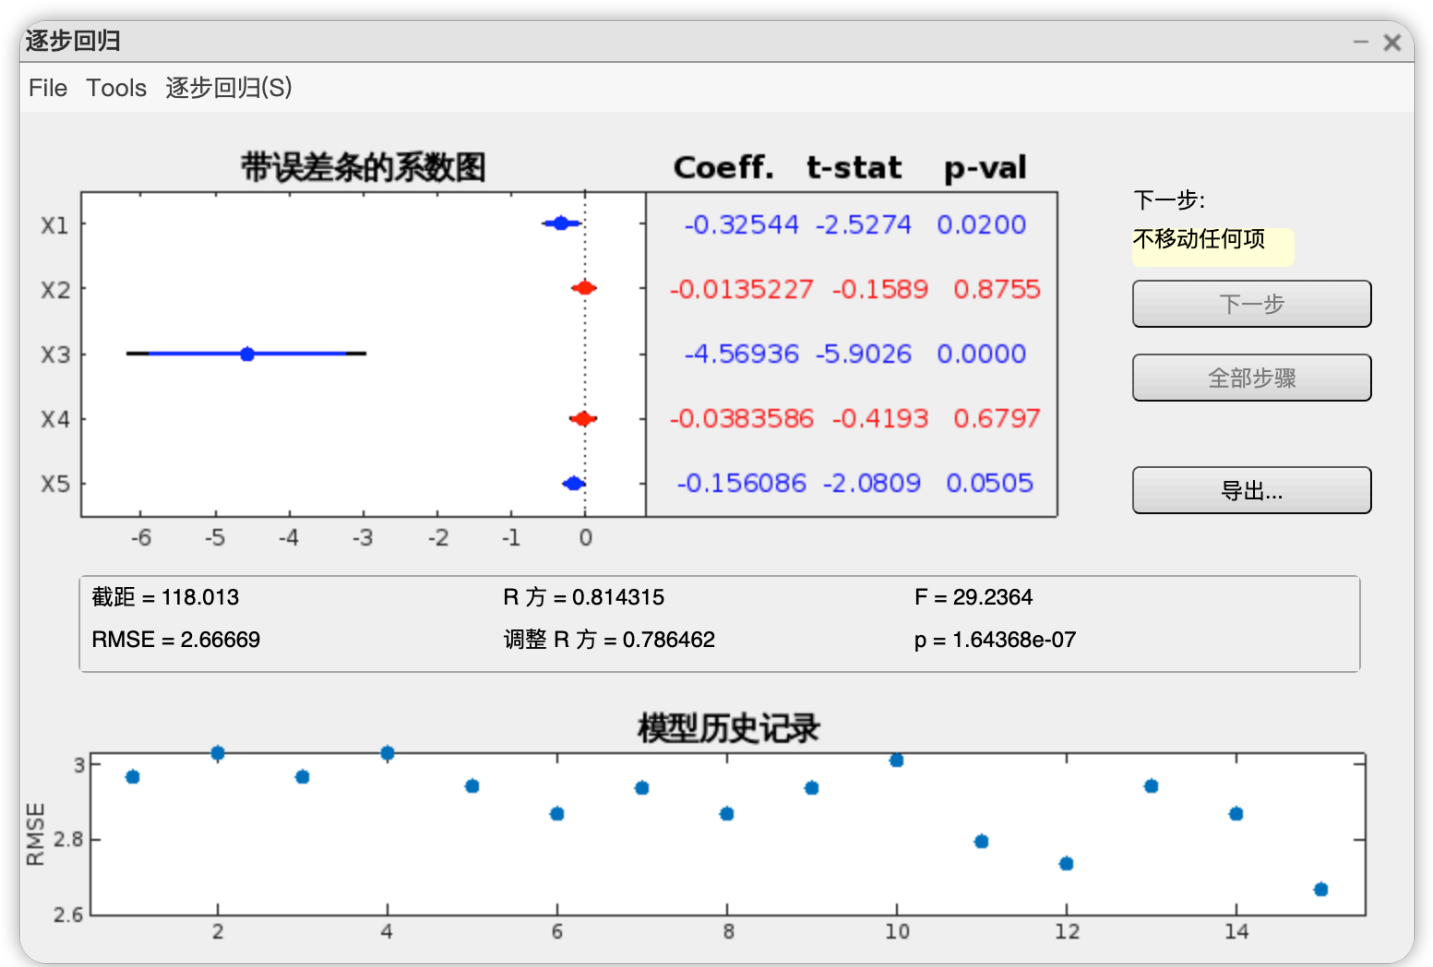 逐步回归
File Tools 逐步回归(S)
带误差条的系数图 Coeff. t-stat p-val
下一步:
X1 -0.32544 -2.5274 0.0200
不移动任何项
X2 -0.0135227 -0.1589 0.8755
下一步
X3 -4.56936 -5.9026 0.0000
全部步骤
X4 -0.0383586 -0.4193 0.6797
X5 -0.156086 -2.0809 0.0505
导出...
-6 -5 -4 -3 -2 -1 0
截距 = 118.013 R 方 = 0.814315 F = 29.2364
RMSE = 2.66669 调整 R 方 = 0.786462 p = 1.64368e-07
模型历史记录
3
2.8
2.6
RMSE
2 4 6 8 10 12 14